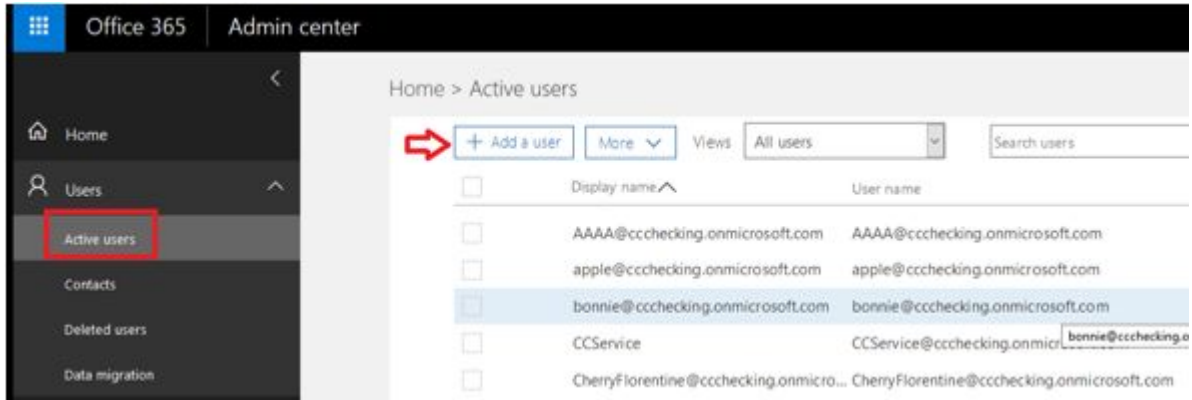 Office 365 Admin center
Home > Active users
Home
+ Add a user More Views All users Search users
Users
Display name User name
Active users
AAAA@ccchecking.onmicrosoft.com AAAA@ccchecking.onmicrosoft.com
apple@ccchecking.onmicrosoft.com apple@ccchecking.onmicrosoft.com
Contacts
bonnie@ccchecking.onmicrosoft.com bonnie@ccchecking.onmicrosoft.com
Deleted users
bonnie@ccchecking.o
CCService CCService@ccchecking.onmicr
Data migration
CherryFlorentine@ccchecking.onmicro... CherryFlorentine@ccchecking.onmicrosoft.com